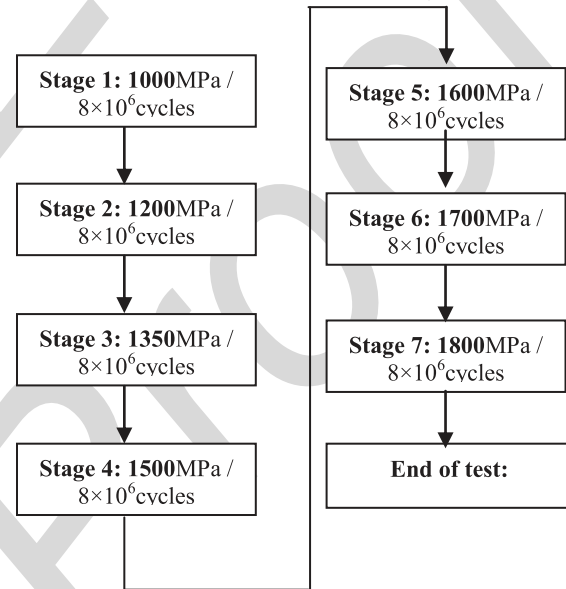 Stage 1: 1000MPa /
8×10⁶cycles
Stage 2: 1200MPa /
8×10⁶cycles
Stage 3: 1350MPa /
8×10⁶cycles
Stage 4: 1500MPa /
8×10⁶cycles
Stage 5: 1600MPa /
8×10⁶cycles
Stage 6: 1700MPa /
8×10⁶cycles
Stage 7: 1800MPa /
8×10⁶cycles
End of test: